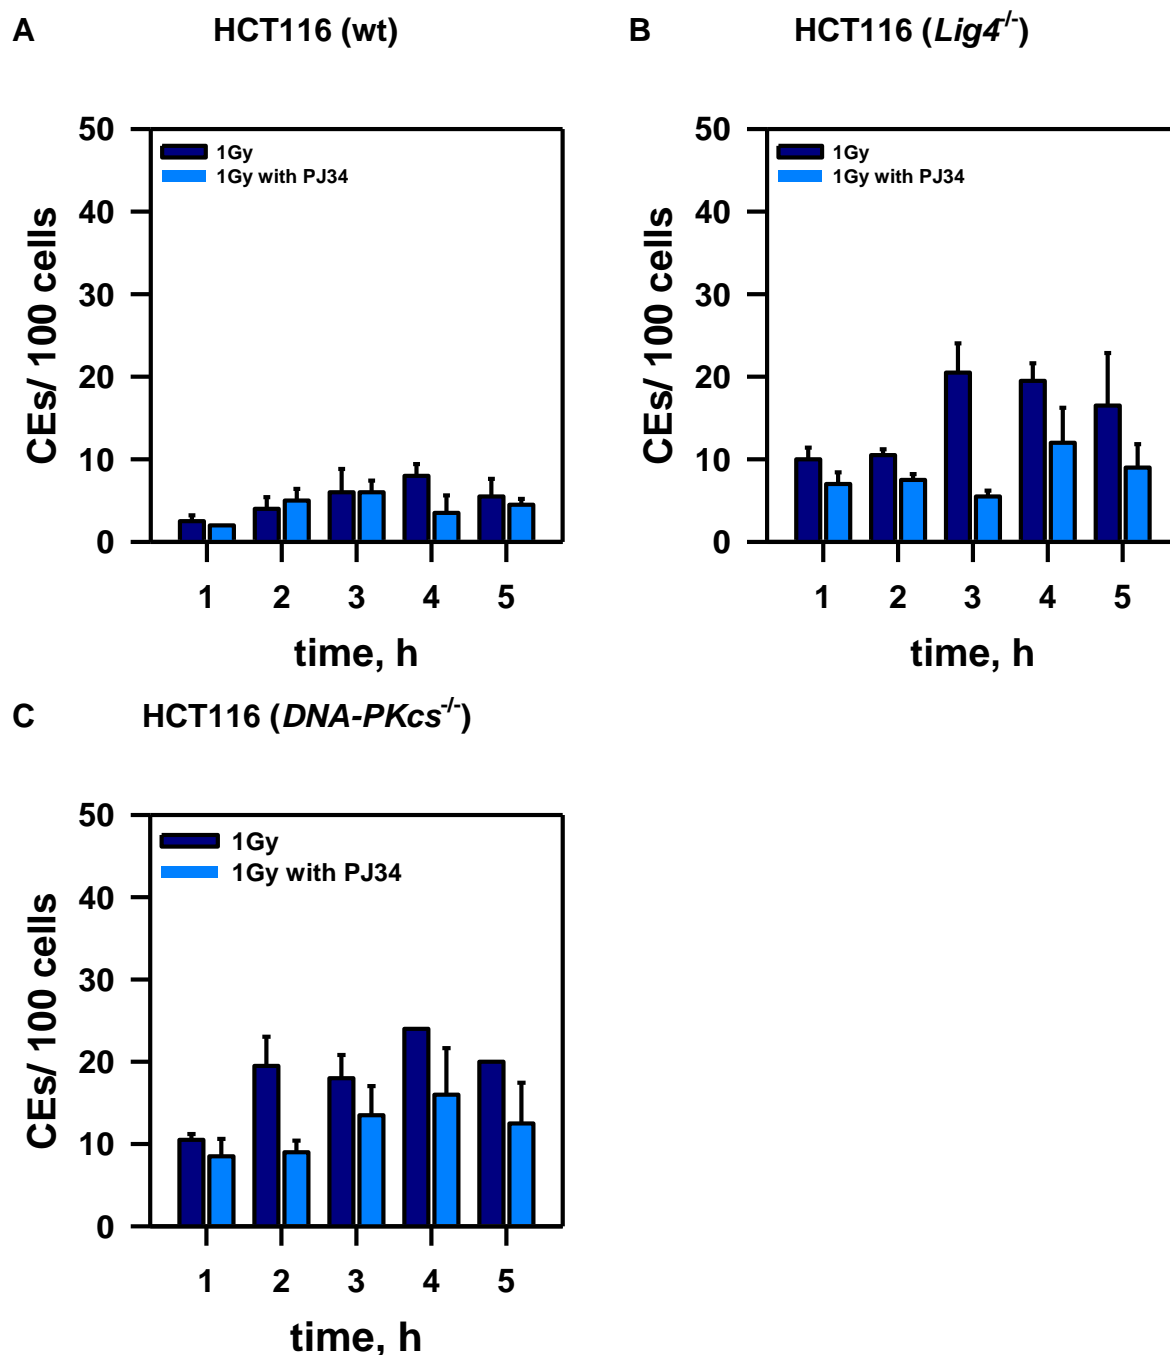 A HCT116 (wt)
50
40
30
20
10
0
CEs/ 100 cells
1Gy
1Gy with PJ34
1 2 3 4 5
time, h
B HCT116 (Lig4-/-)
50
40
30
20
10
0
CEs/ 100 cells
1Gy
1Gy with PJ34
1 2 3 4 5
time, h
C HCT116 (DNA-PKcs-/-)
50
40
30
20
10
0
CEs/ 100 cells
1Gy
1Gy with PJ34
1 2 3 4 5
time, h